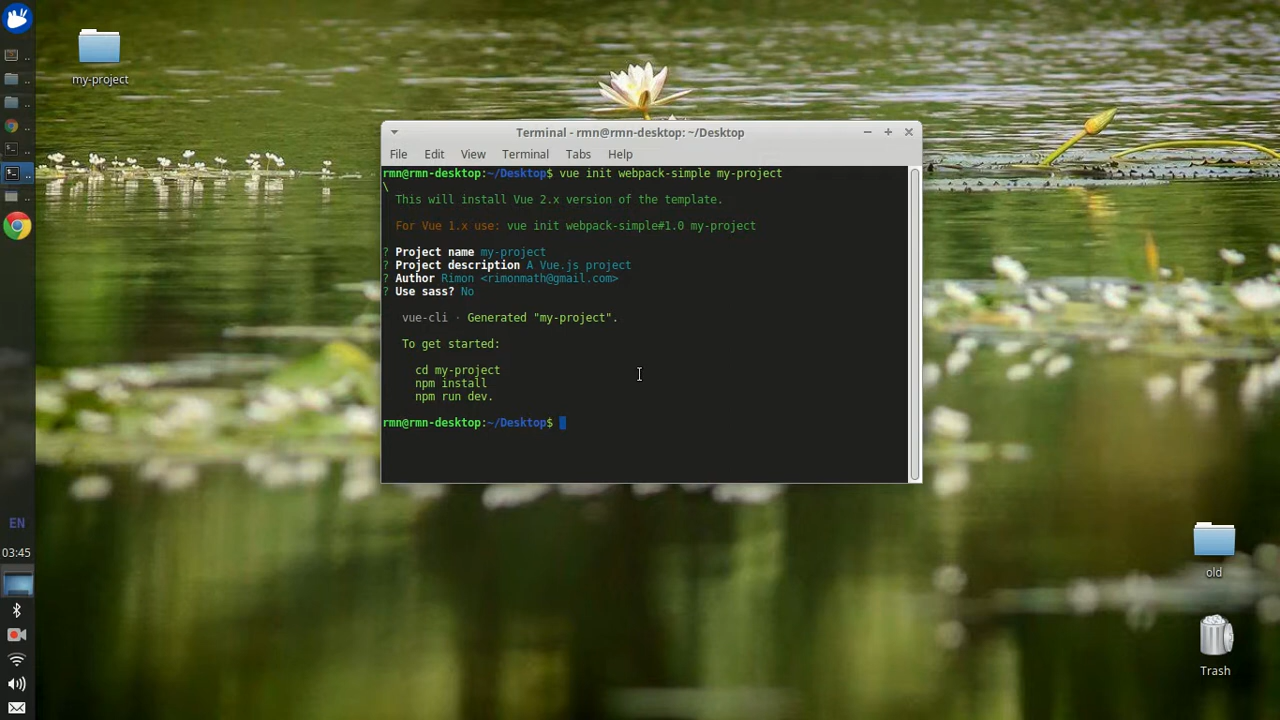 my-project
Terminal - rmn@rmn-desktop: ~/Desktop
File Edit View Terminal Tabs Help
rmn@rmn-desktop:~/Desktop$ vue init webpack-simple my-project
\
This will install Vue 2.x version of the template.
For Vue 1.x use: vue init webpack-simple#1.0 my-project
? Project name my-project
? Project description A Vue.js project
? Author Rimon <rimonmath@gmail.com>
? Use sass? No
vue-cli · Generated "my-project".
To get started:
cd my-project
npm install
npm run dev.
rmn@rmn-desktop:~/Desktop$
EN
03:45
old
Trash